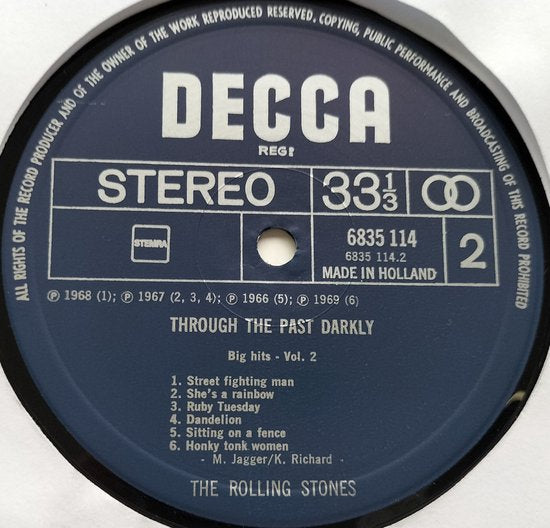 ALL RIGHTS OF THE RECORD PRODUCER AND OF THE OWNER OF THE WORK REPRODUCED RESERVED. COPYING, PUBLIC PERFORMANCE AND BROADCASTING OF THIS RECORD PROHIBITED
DECCA
REGD
STEREO
33 1/3
STEMRA
6835 114
6835 114.2
MADE IN HOLLAND
2
Ⓟ 1968 (1); Ⓟ 1967 (2, 3, 4); Ⓟ 1966 (5); Ⓟ 1969 (6)
THROUGH THE PAST DARKLY
Big hits - Vol. 2
1. Street fighting man
2. She's a rainbow
3. Ruby Tuesday
4. Dandelion
5. Sitting on a fence
6. Honky tonk women
- M. Jagger/K. Richard -
THE ROLLING STONES